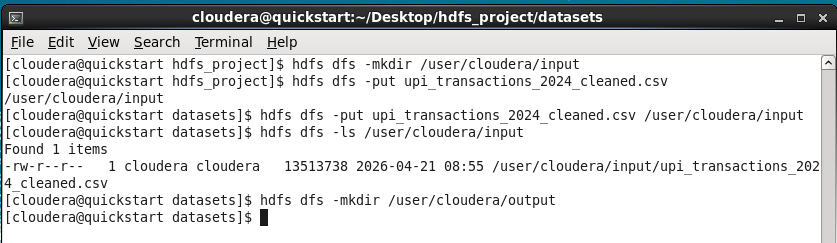 cloudera@quickstart:~/Desktop/hdfs_project/datasets
File Edit View Search Terminal Help
[cloudera@quickstart hdfs_project]$ hdfs dfs -mkdir /user/cloudera/input
[cloudera@quickstart hdfs_project]$ hdfs dfs -put upi_transactions_2024_cleaned.csv
/user/cloudera/input
[cloudera@quickstart datasets]$ hdfs dfs -put upi_transactions_2024_cleaned.csv /user/cloudera/input
[cloudera@quickstart datasets]$ hdfs dfs -ls /user/cloudera/input
Found 1 items
-rw-r--r--   1 cloudera cloudera   13513738 2026-04-21 08:55 /user/cloudera/input/upi_transactions_202
4_cleaned.csv
[cloudera@quickstart datasets]$ hdfs dfs -mkdir /user/cloudera/output
[cloudera@quickstart datasets]$